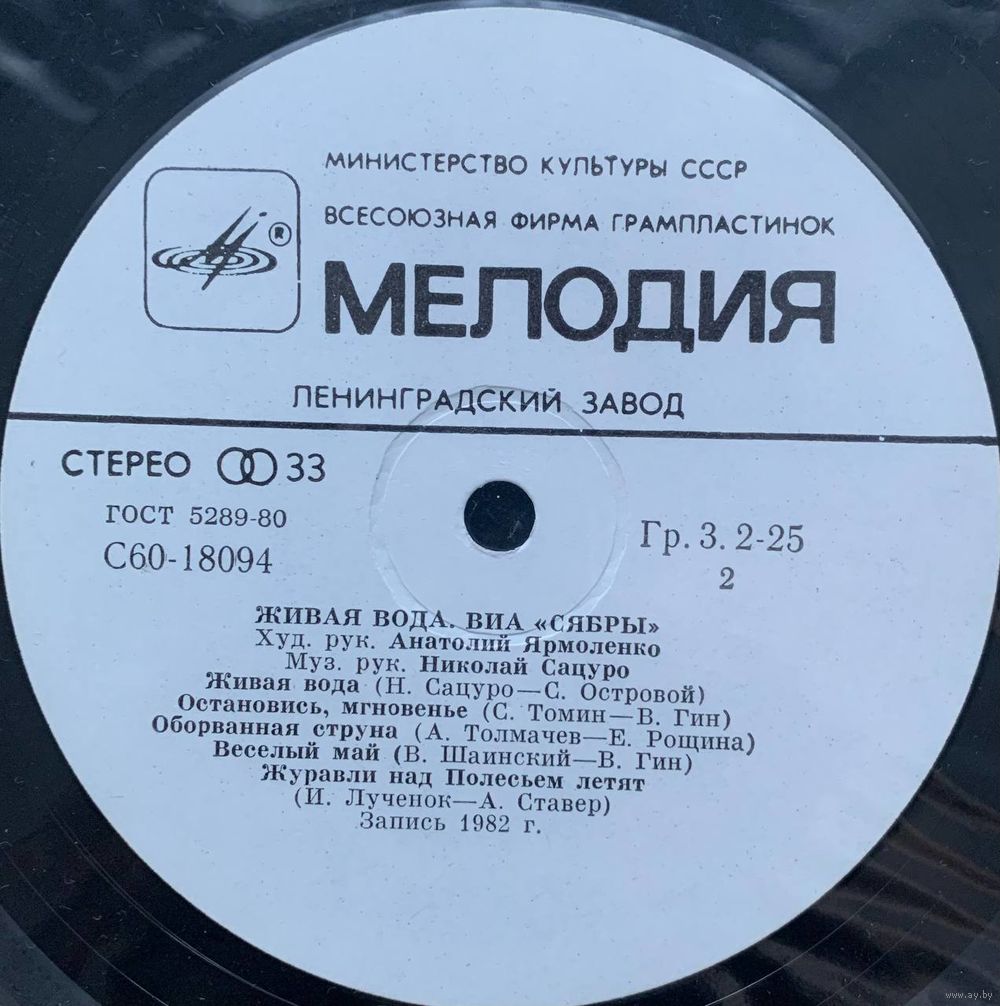 МИНИСТЕРСТВО КУЛЬТУРЫ СССР
ВСЕСОЮЗНАЯ ФИРМА ГРАМПЛАСТИНОК
®
МЕЛОДИЯ
ЛЕНИНГРАДСКИЙ ЗАВОД
СТЕРЕО 33
ГОСТ 5289-80
С60-18094
Гр. 3. 2-25
2
ЖИВАЯ ВОДА. ВИА «СЯБРЫ»
Худ. рук. Анатолий Ярмоленко
Муз. рук. Николай Сацуро
Живая вода (Н. Сацуро—С. Островой)
Остановись, мгновенье (С. Томин—В. Гин)
Оборванная струна (А. Толмачев—Е. Рощина)
Веселый май (В. Шаинский—В. Гин)
Журавли над Полесьем летят
(И. Лученок—А. Ставер)
Запись 1982 г.
www.ay.by